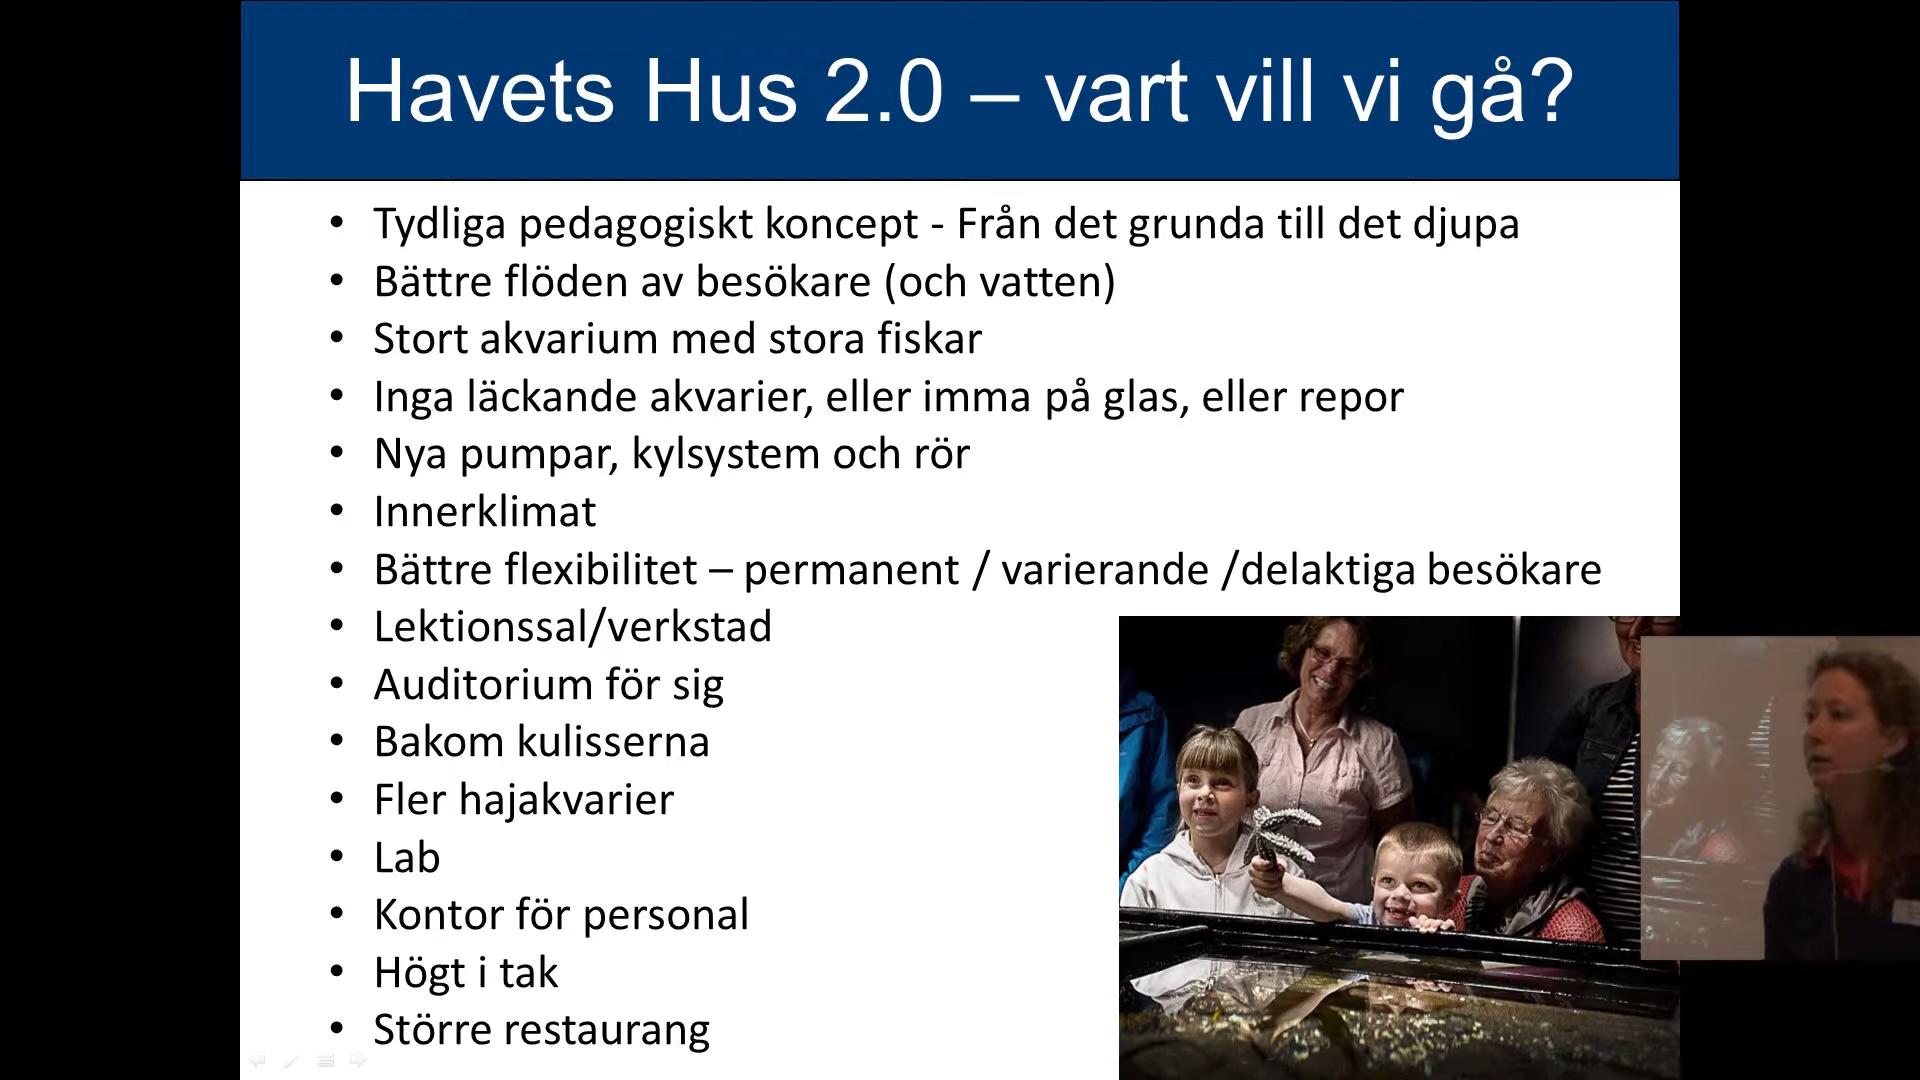 Havets Hus 2.0 – vart vill vi gå?
• Tydliga pedagogiskt koncept - Från det grunda till det djupa
• Bättre flöden av besökare (och vatten)
• Stort akvarium med stora fiskar
• Inga läckande akvarier, eller imma på glas, eller repor
• Nya pumpar, kylsystem och rör
• Innerklimat
• Bättre flexibilitet – permanent / varierande /delaktiga besökare
• Lektionssal/verkstad
• Auditorium för sig
• Bakom kulisserna
• Fler hajakvarier
• Lab
• Kontor för personal
• Högt i tak
• Större restaurang